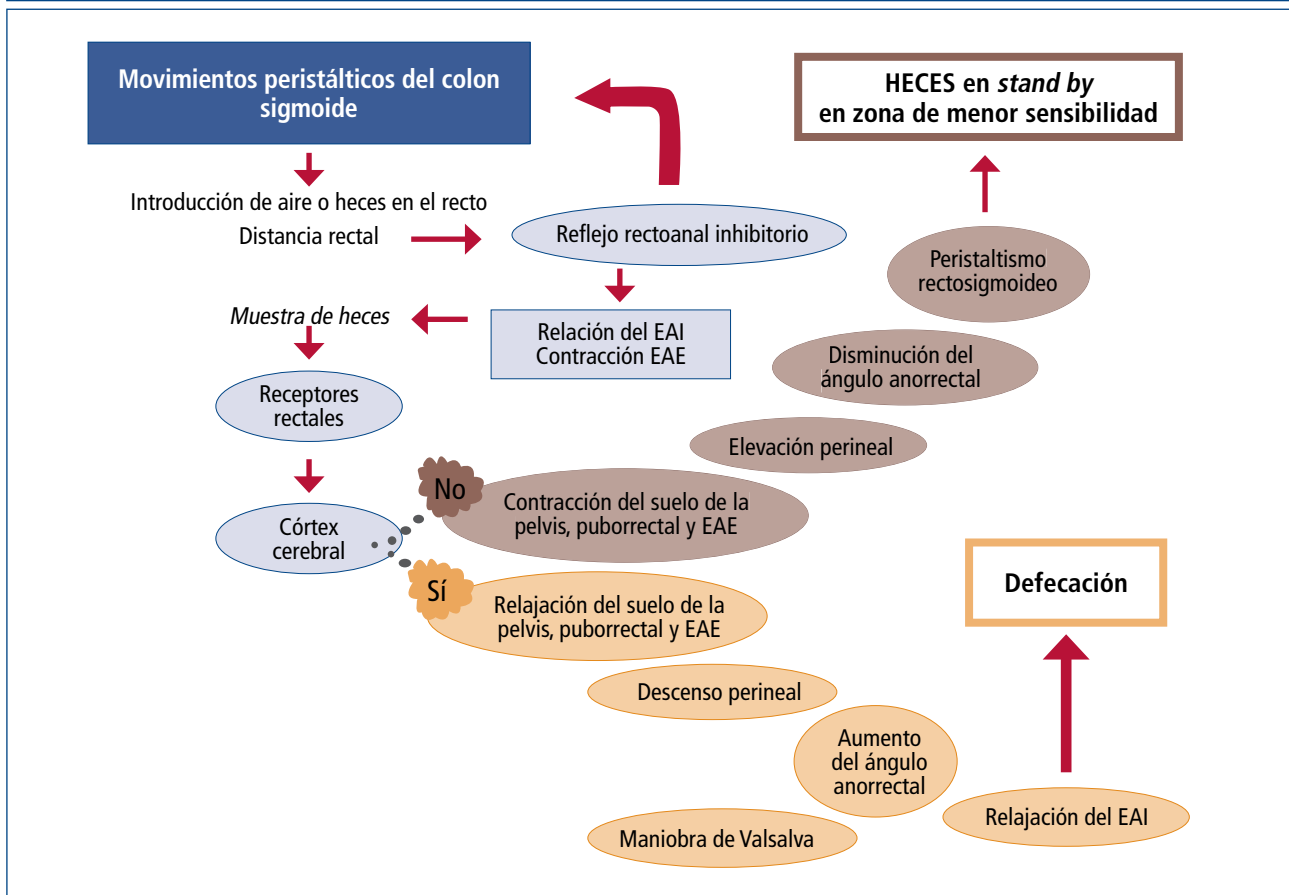 Movimientos peristálticos del colon
sigmoide
HECES en stand by
en zona de menor sensibilidad
Introducción de aire o heces en el recto
Distancia rectal
Reflejo rectoanal inhibitorio
Peristaltismo
rectosigmoideo
Muestra de heces
Relación del EAI
Contracción EAE
Disminución del
ángulo anorrectal
Receptores
rectales
Elevación perineal
No
Contracción del suelo de la
pelvis, puborrectal y EAE
Córtex
cerebral
Sí
Relajación del suelo de la
pelvis, puborrectal y EAE
Defecación
Descenso perineal
Aumento
del ángulo
anorrectal
Relajación del EAI
Maniobra de Valsalva